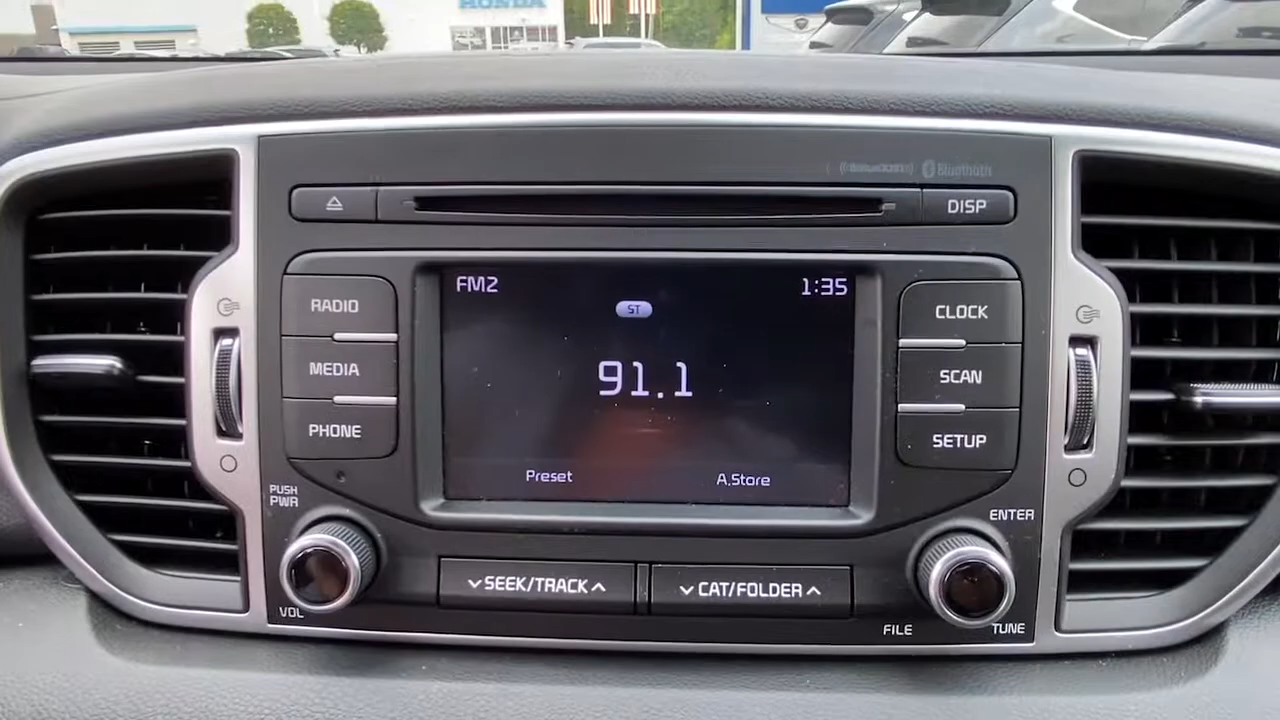 HONDA
SiriusXM Bluetooth
DISP
RADIO
MEDIA
PHONE
FM2
1:35
ST
91.1
Preset
A.Store
CLOCK
SCAN
SETUP
PUSH
PWR
VOL
SEEK/TRACK
CAT/FOLDER
ENTER
FILE
TUNE